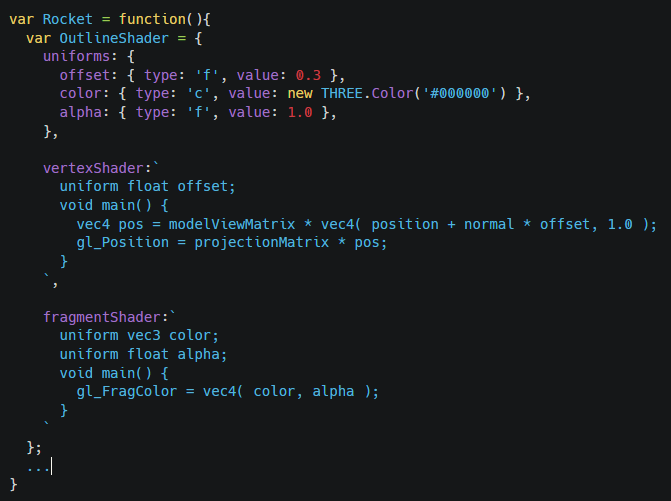 var Rocket = function(){
  var OutlineShader = {
    uniforms: {
      offset: { type: 'f', value: 0.3 },
      color: { type: 'c', value: new THREE.Color('#000000') },
      alpha: { type: 'f', value: 1.0 },
    },

    vertexShader:`
      uniform float offset;
      void main() {
        vec4 pos = modelViewMatrix * vec4( position + normal * offset, 1.0 );
        gl_Position = projectionMatrix * pos;
      }
    `,

    fragmentShader:`
      uniform vec3 color;
      uniform float alpha;
      void main() {
        gl_FragColor = vec4( color, alpha );
      }
    `
  };
  ...
}